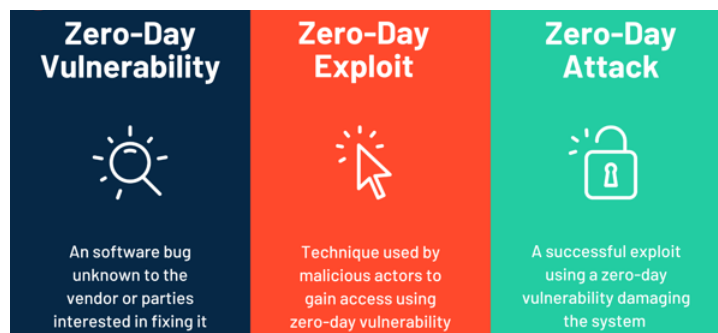 Zero-Day
Vulnerability
An software bug
unknown to the
vendor or parties
interested in fixing it
Zero-Day
Exploit
Technique used by
malicious actors to
gain access using
zero-day vulnerability
Zero-Day
Attack
A successful exploit
using a zero-day
vulnerability damaging
the system